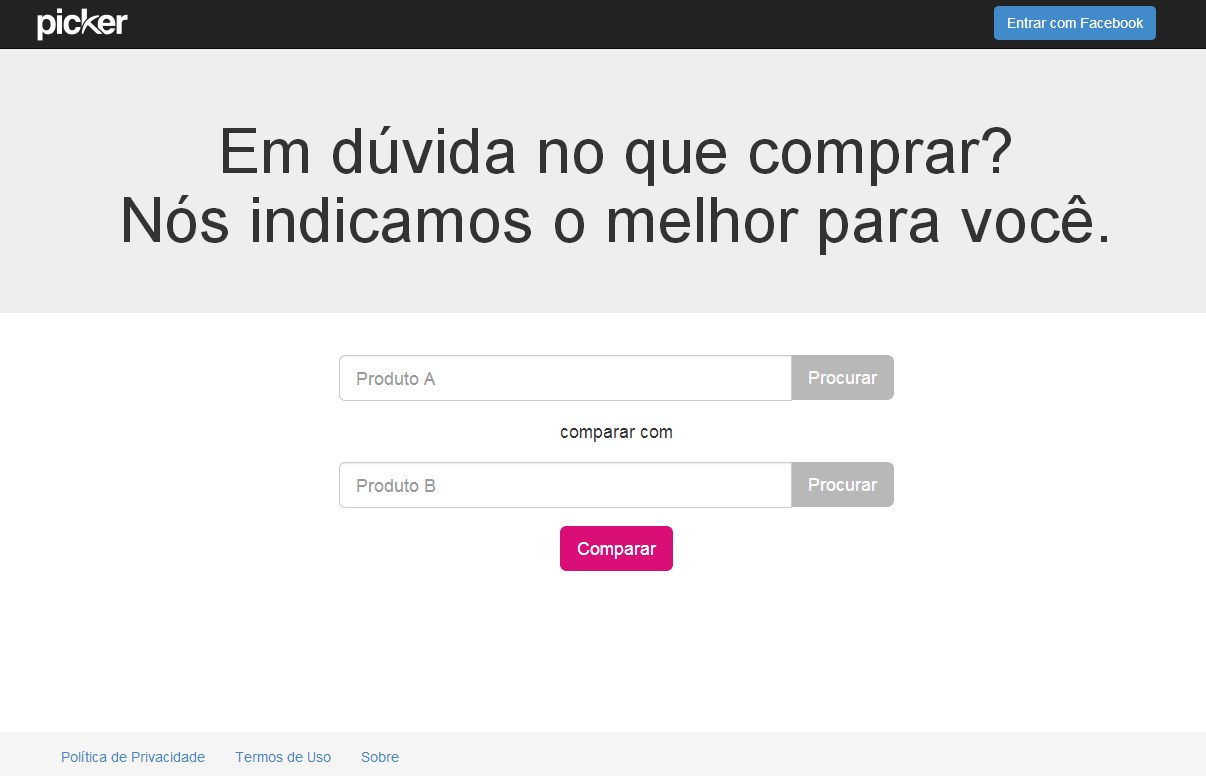 picker
Entrar com Facebook
Em dúvida no que comprar?
Nós indicamos o melhor para você.
Produto A
Procurar
comparar com
Produto B
Procurar
Comparar
Política de Privacidade
Termos de Uso
Sobre